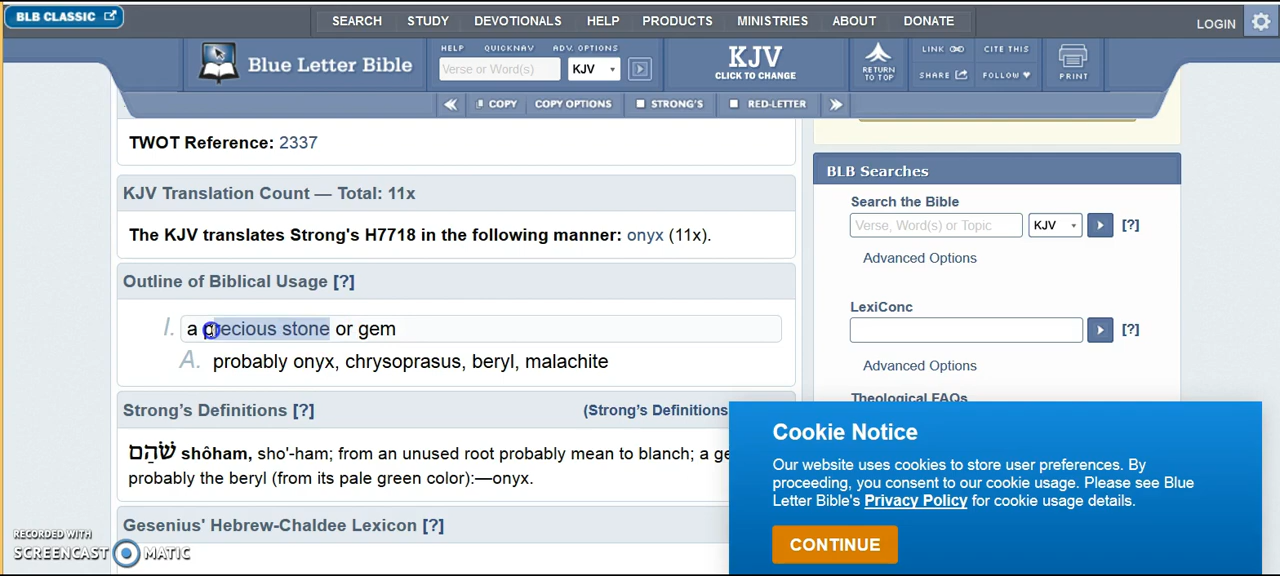 BLB CLASSIC
SEARCH STUDY DEVOTIONALS HELP PRODUCTS MINISTRIES ABOUT DONATE
LOGIN
Blue Letter Bible
HELP QUICKNAV ADV. OPTIONS
Verse or Word(s) KJV
KJV
CLICK TO CHANGE
RETURN
TO TOP
LINK CITE THIS
SHARE FOLLOW
PRINT
COPY COPY OPTIONS STRONG'S RED-LETTER
TWOT Reference: 2337
KJV Translation Count — Total: 11x
The KJV translates Strong's H7718 in the following manner: onyx (11x).
Outline of Biblical Usage [?]
I. a precious stone or gem
A. probably onyx, chrysoprasus, beryl, malachite
Strong's Definitions [?] (Strong's Definitions
שֹׁהַם shôham, sho'-ham; from an unused root probably mean to blanch; a ge
probably the beryl (from its pale green color):—onyx.
Gesenius' Hebrew-Chaldee Lexicon [?]
BLB Searches
Search the Bible
Verse, Word(s) or Topic KJV [?]
Advanced Options
LexiConc
[?]
Advanced Options
Theological FAQs
Cookie Notice
Our website uses cookies to store user preferences. By
proceeding, you consent to our cookie usage. Please see Blue
Letter Bible's Privacy Policy for cookie usage details.
CONTINUE
RECORDED WITH
SCREENCAST MATIC